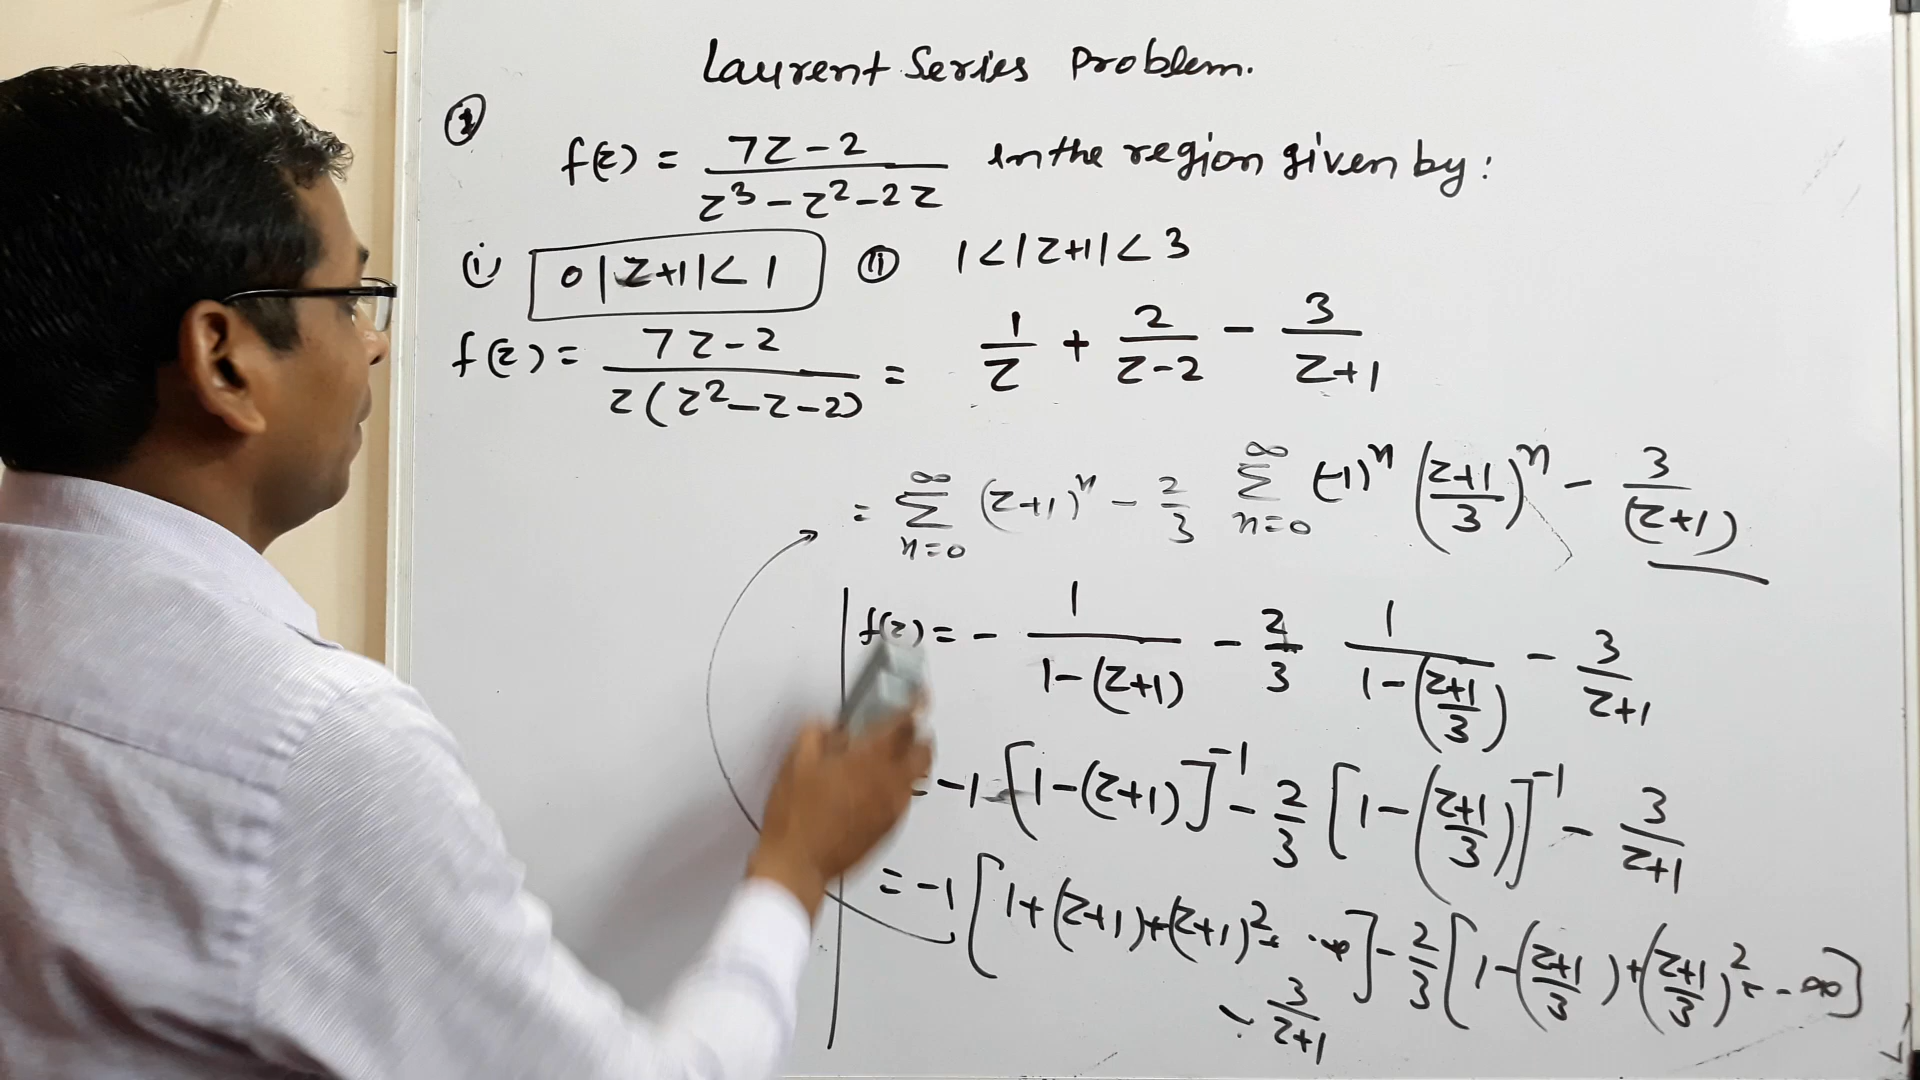 Laurent Series Problem.
① f(z) = (7z-2)/(z³-z²-2z) in the region given by:
(i) 0|z+1|<1 (ii) 1<|z+1|<3
f(z) = (7z-2)/(z(z²-z-2)) = 1/z + 2/(z-2) - 3/(z+1)
= ∞Σn=0 (z+1)ⁿ - 2/3 ∞Σn=0 (-1)ⁿ ((z+1)/3)ⁿ - 3/(z+1)
f(z) = - 1/(1-(z+1)) - 2/3 1/(1-((z+1)/3)) - 3/(z+1)
= -1 [1-(z+1)]⁻¹ - 2/3 [1-((z+1)/3)]⁻¹ - 3/(z+1)
= -1 [1+(z+1)+(z+1)²+ ...∞] - 2/3 [1-((z+1)/3)+((z+1)/3)²- - ∞]
- 3/(z+1)